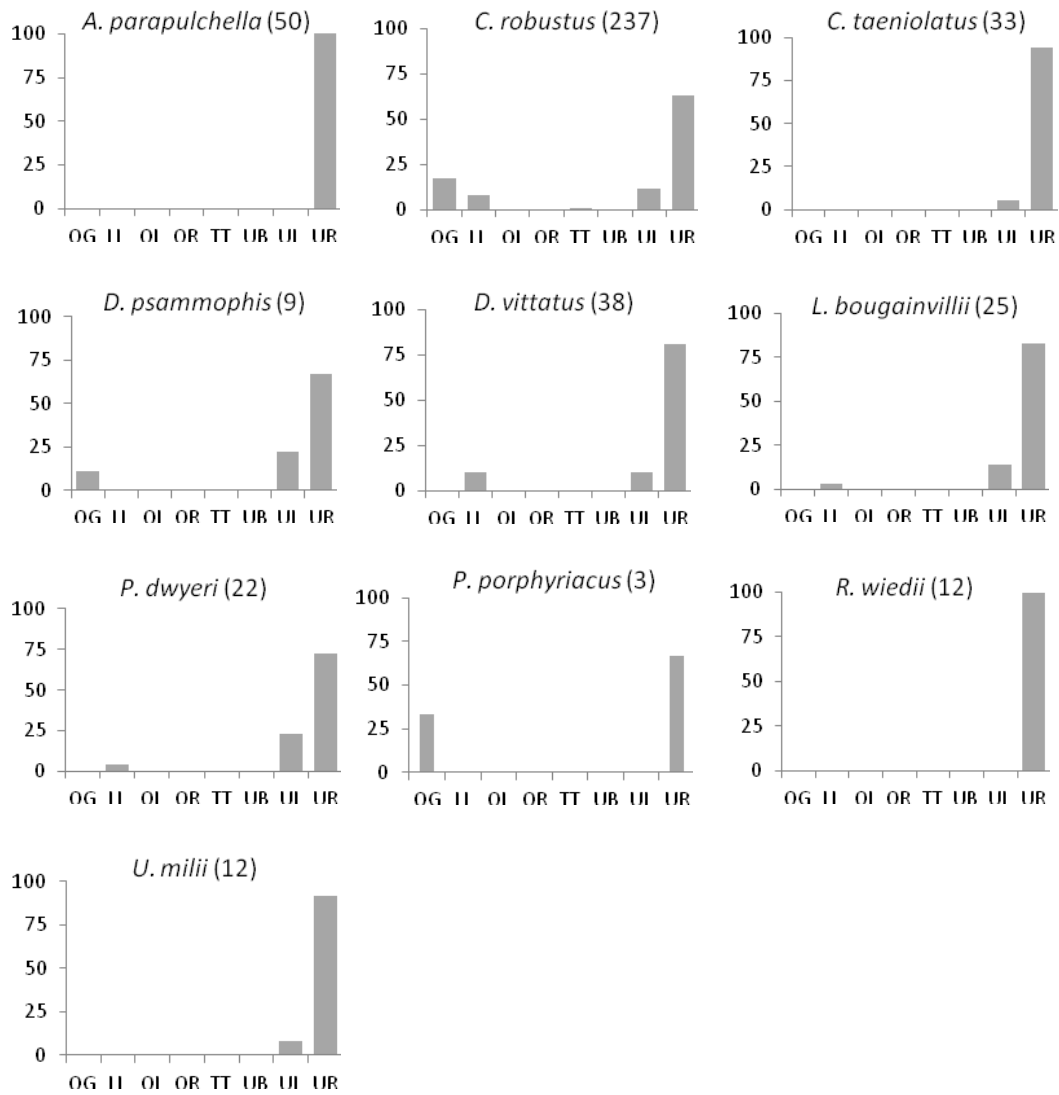 A. parapulchella (50)
100
75
50
25
0
OG II OI OR TT UB UI UR
C. robustus (237)
100
75
50
25
0
OG II OI OR TT UB UI UR
C. taeniolatus (33)
100
75
50
25
0
OG II OI OR TT UB UI UR
D. psammophis (9)
100
75
50
25
0
OG II OI OR TT UB UI UR
D. vittatus (38)
100
75
50
25
0
OG II OI OR TT UB UI UR
L. bougainvillii (25)
100
75
50
25
0
OG II OI OR TT UB UI UR
P. dwyeri (22)
100
75
50
25
0
OG II OI OR TT UB UI UR
P. porphyriacus (3)
100
75
50
25
0
OG II OI OR TT UB UI UR
R. wiedii (12)
100
75
50
25
0
OG II OI OR TT UB UI UR
U. milii (12)
100
75
50
25
0
OG II OI OR TT UB UI UR